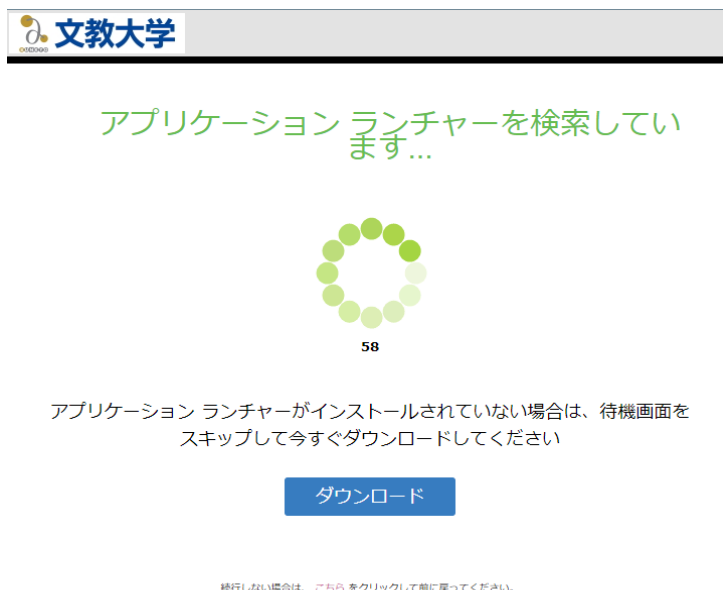 文教大学
アプリケーション ランチャーを検索してい
ます...
58
アプリケーション ランチャーがインストールされていない場合は、待機画面を
スキップして今すぐダウンロードしてください
ダウンロード
続行しない場合は、 こちら をクリックして前に戻ってください。